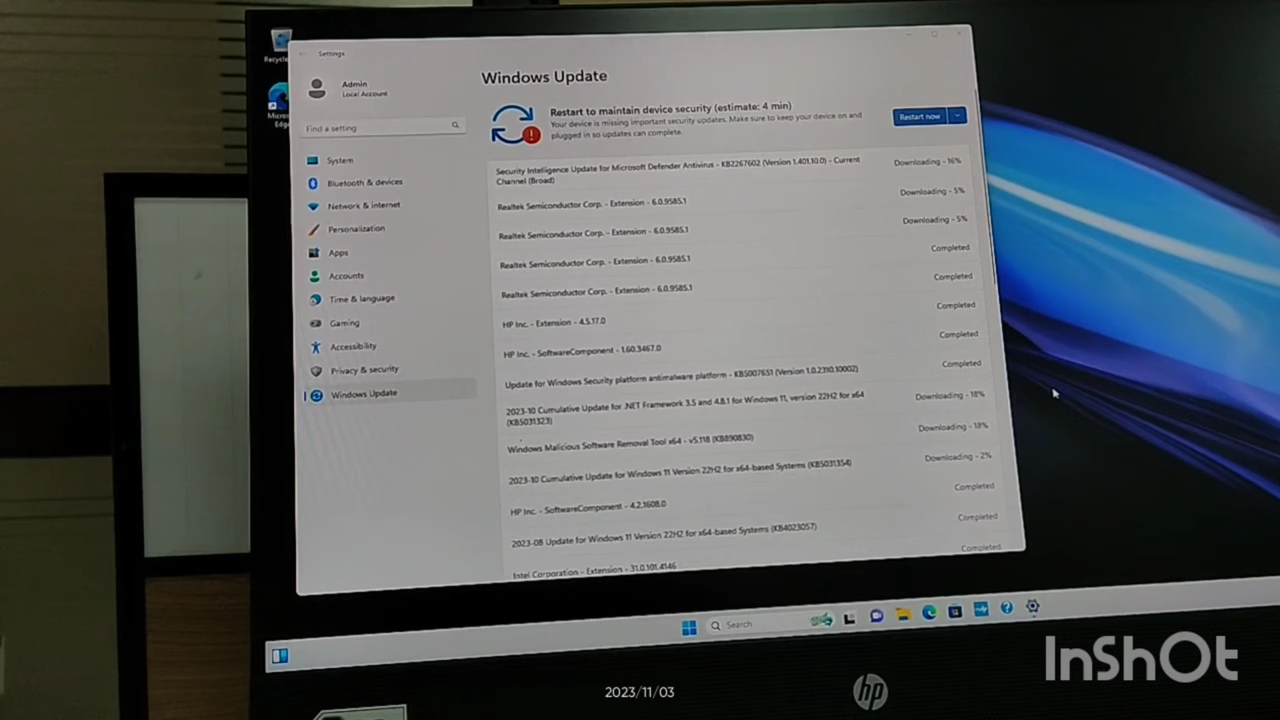 Recycle
Settings
Admin
Local Account
Find a setting
Micros
Edge
System
Bluetooth & devices
Network & internet
Personalization
Apps
Accounts
Time & language
Gaming
Accessibility
Privacy & security
Windows Update
Windows Update
Restart to maintain device security (estimate: 4 min)
Your device is missing important security updates. Make sure to keep your device on and
plugged in so updates can complete.
Restart now
Security Intelligence Update for Microsoft Defender Antivirus - KB2267602 (Version 1.401.10.0) - Current
Channel (Broad)
Downloading - 16%
Realtek Semiconductor Corp. - Extension - 6.0.9585.1
Downloading - 5%
Realtek Semiconductor Corp. - Extension - 6.0.9585.1
Downloading - 5%
Realtek Semiconductor Corp. - Extension - 6.0.9585.1
Completed
Realtek Semiconductor Corp. - Extension - 6.0.9585.1
Completed
HP Inc. - Extension - 4.5.17.0
Completed
HP Inc. - SoftwareComponent - 1.60.3467.0
Completed
Update for Windows Security platform antimalware platform - KB5007651 (Version 1.0.2310.10002)
Completed
2023-10 Cumulative Update for .NET Framework 3.5 and 4.8.1 for Windows 11, version 22H2 for x64
(KB5031323)
Downloading - 18%
Windows Malicious Software Removal Tool x64 - v5.118 (KB890830)
Downloading - 18%
2023-10 Cumulative Update for Windows 11 Version 22H2 for x64-based Systems (KB5031354)
Downloading - 2%
HP Inc. - SoftwareComponent - 4.2.1608.0
Completed
2023-08 Update for Windows 11 Version 22H2 for x64-based Systems (KB4023057)
Completed
Intel Corporation - Extension - 31.0.101.4146
Completed
Search
2023/11/03
hp
InShOt